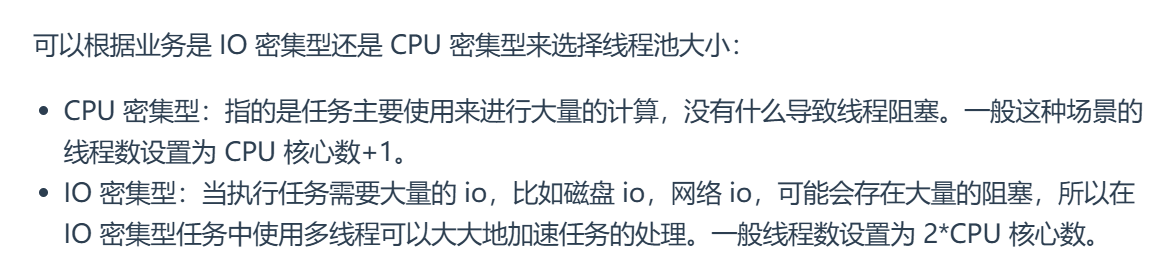 可以根据业务是 IO 密集型还是 CPU 密集型来选择线程池大小：
• CPU 密集型：指的是任务主要使用来进行大量的计算，没有什么导致线程阻塞。一般这种场景的
线程数设置为 CPU 核心数+1。
• IO 密集型：当执行任务需要大量的 io，比如磁盘 io，网络 io，可能会存在大量的阻塞，所以在
IO 密集型任务中使用多线程可以大大地加速任务的处理。一般线程数设置为 2*CPU 核心数。